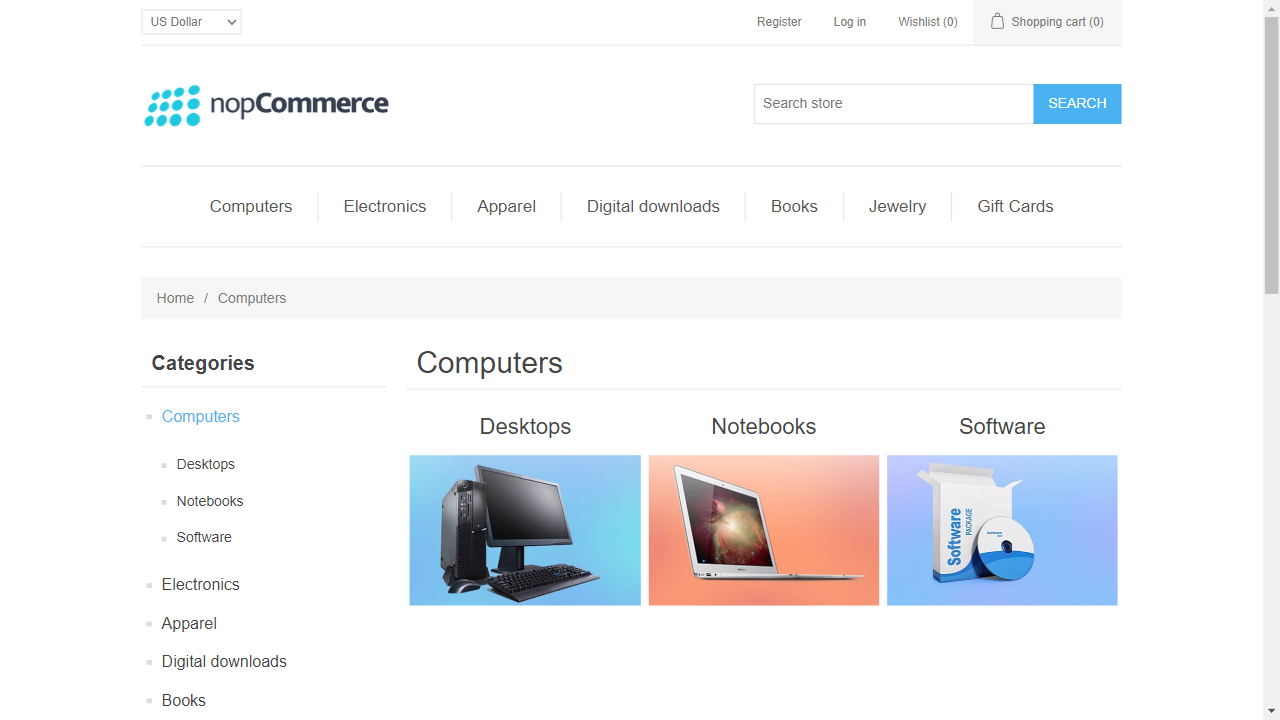 US Dollar
Register
Log in
Wishlist (0)
Shopping cart (0)
nopCommerce
Search store
SEARCH
Computers
Electronics
Apparel
Digital downloads
Books
Jewelry
Gift Cards
Home / Computers
Categories
Computers
Desktops
Notebooks
Software
Electronics
Apparel
Digital downloads
Books
Computers
Desktops
Notebooks
Software
Software
PACKAGE